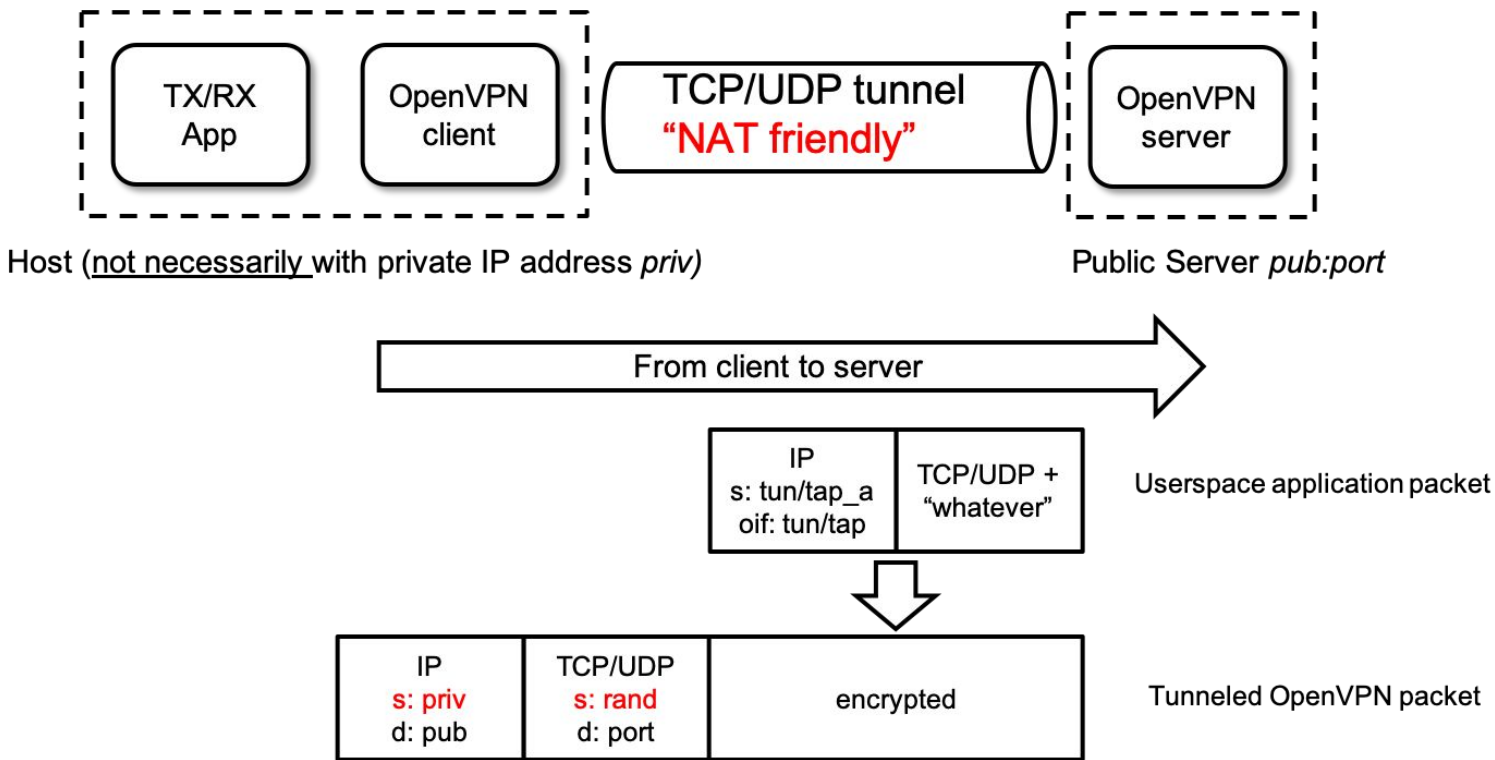 TX/RX
App
OpenVPN
client
TCP/UDP tunnel
“NAT friendly”
OpenVPN
server
Host (not necessarily with private IP address priv)
Public Server pub:port
From client to server
IP
s: tun/tap_a
oif: tun/tap
TCP/UDP +
“whatever”
Userspace application packet
IP
s: priv
d: pub
TCP/UDP
s: rand
d: port
encrypted
Tunneled OpenVPN packet